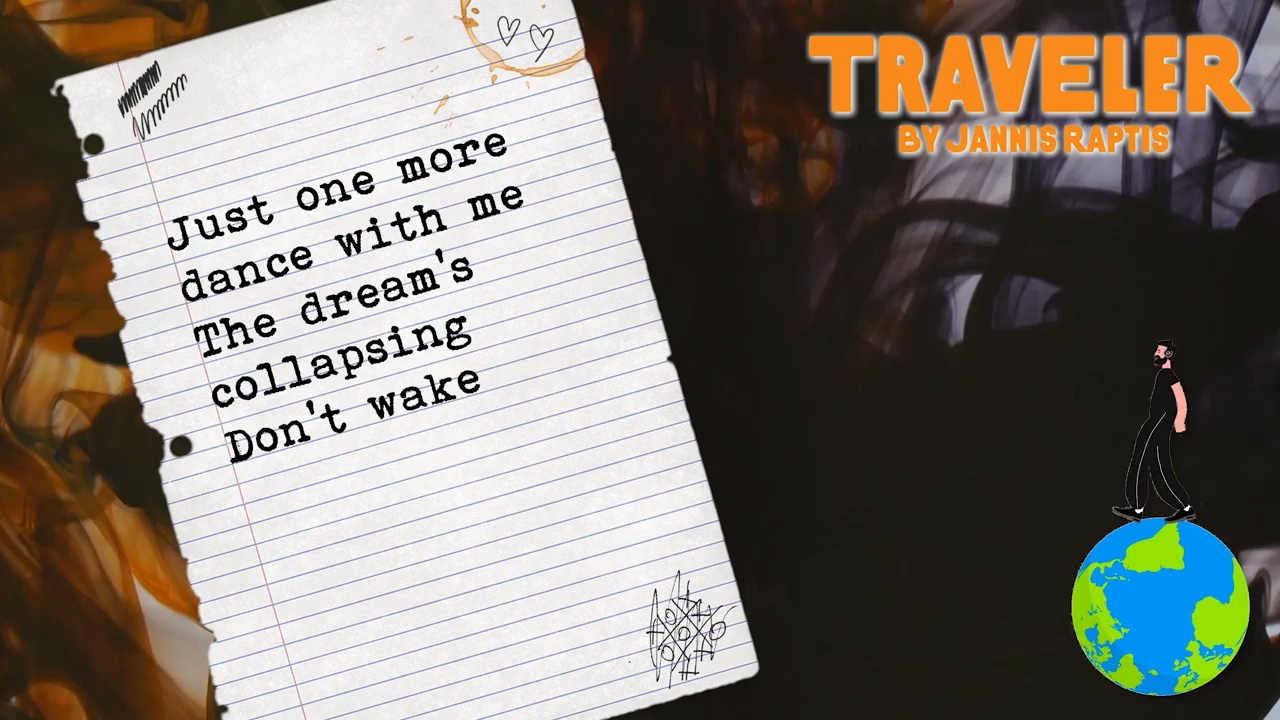 Just one more
dance with me
The dream's
collapsing
Don't wake
TRAVELER
BY JANNIS RAPTIS